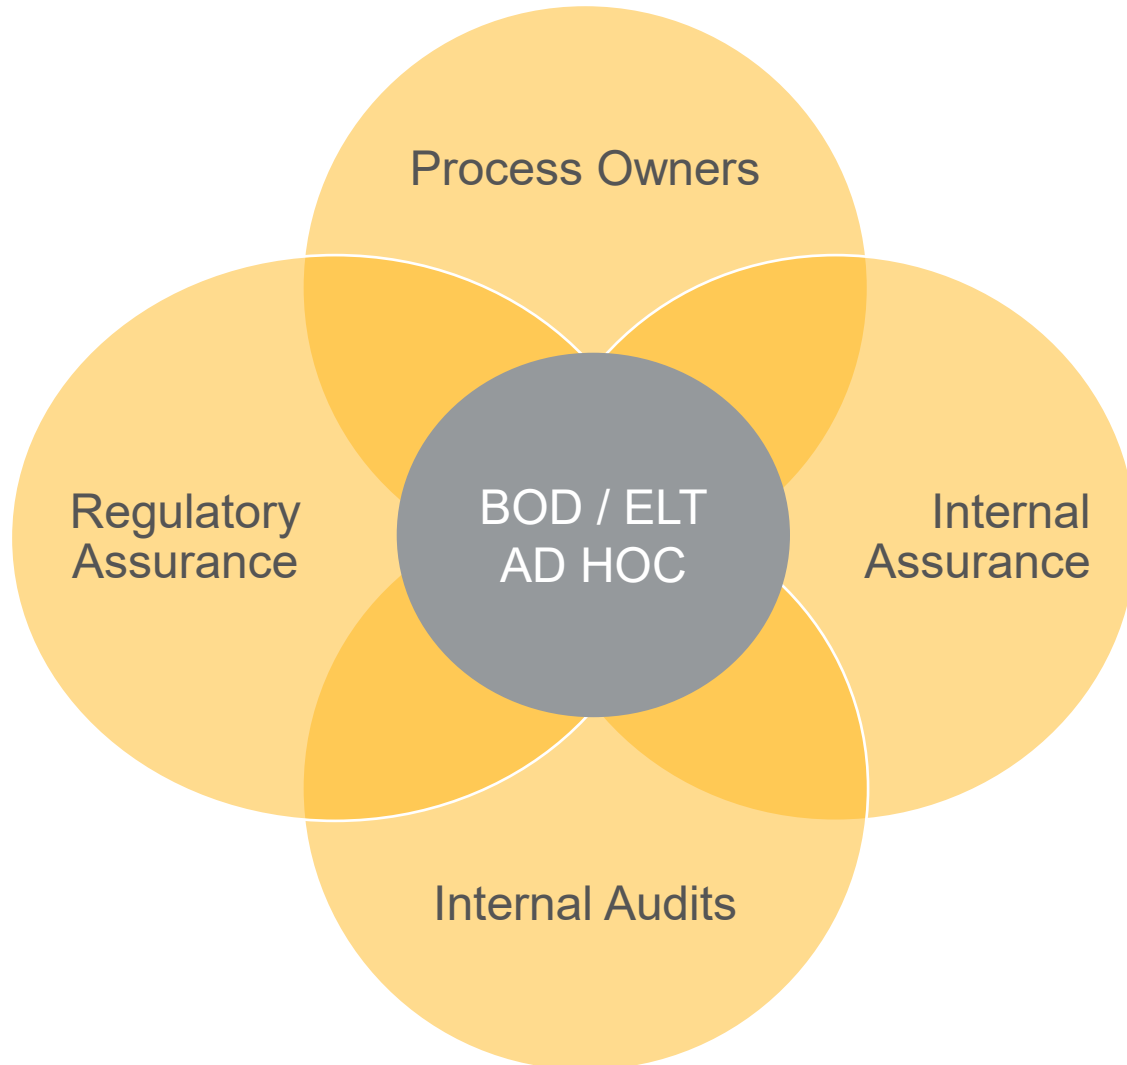 Process Owners
Regulatory
Assurance
BOD / ELT
AD HOC
Internal
Assurance
Internal Audits